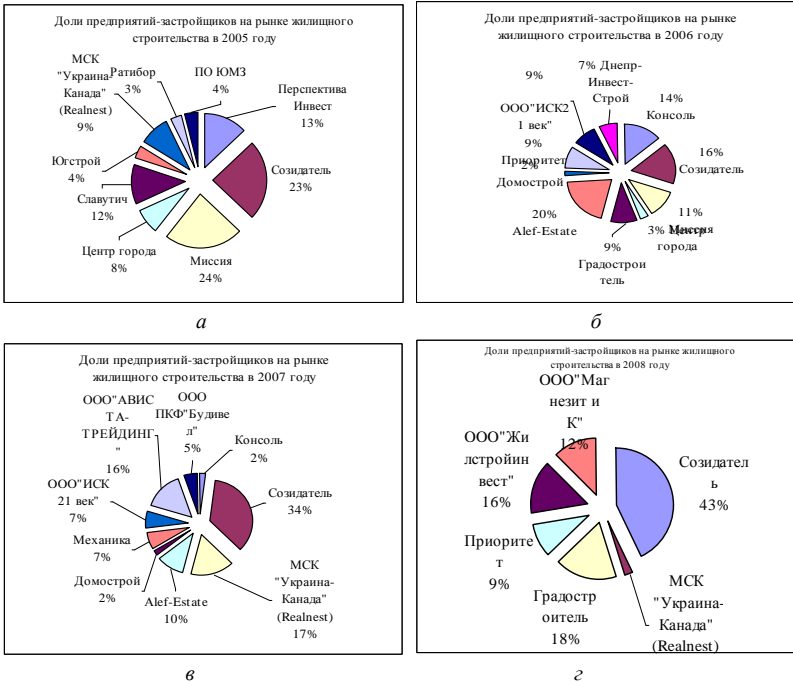 Доли предприятий-застройщиков на рынке жилищного
строительства в 2005 году
МСК
"Украина-
Канада"
(Realnest)
9%
Ратибор
3%
ПО ЮМЗ
4%
Перспектива
Инвест
13%
Созидатель
23%
Миссия
24%
Центр города
8%
Славутич
12%
Югстрой
4%
а
Доли предприятий-застройщиков на рынке
жилищного строительства в 2006 году
9%
7% Днепр-
Инвест-
Строй
14%
Консоль
16%
Созидатель
11%
Миссия
3% Центр
города
9%
Градострои
тель
20%
Alef-Estate
Домострой
2%
Приоритет
ООО"ИСК2
1 век"
9%
б
Доли предприятий-застройщиков на рынке
жилищного строительства в 2007 году
ООО"АВИС
ТА-
ТРЕЙДИНГ
"
16%
ООО
ПКФ"Будиве
л"
5%
Консоль
2%
Созидатель
34%
МСК
"Украина-
Канада"
(Realnest)
17%
Alef-Estate
10%
Домострой
2%
Механика
7%
ООО"ИСК
21 век"
7%
в
Доли предприятий-застройщиков на рынке жилищного
строительства в 2008 году
ООО"Маг
незит и
К"
12%
ООО"Жи
лстройин
вест"
16%
Созидател
ь
43%
Приорите
т
9%
Градостр
оитель
18%
МСК
"Украина-
Канада"
(Realnest)
г